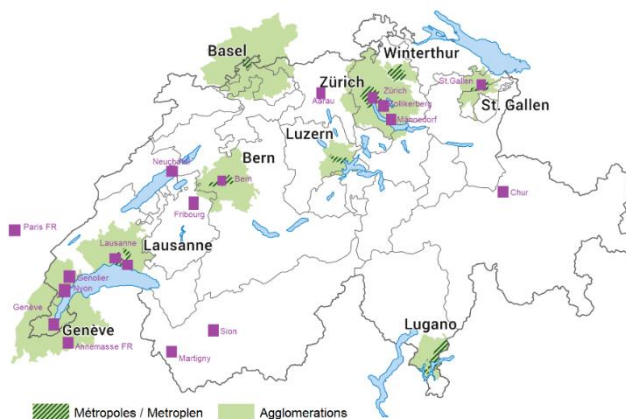 Basel
Winterthur
Zürich
St.Gallen
Zürich
Aarau
Zollikerberg
St. Gallen
Männedorf
Luzern
Bern
Neuchatel
Bern
Chur
Fribourg
Paris FR
Lausanne
Lausanne
Genolier
Nyon
Genève
Genève
Lugano
Sion
Annemasse FR
Martigny
Métropoles / Metroplen
Agglomerations